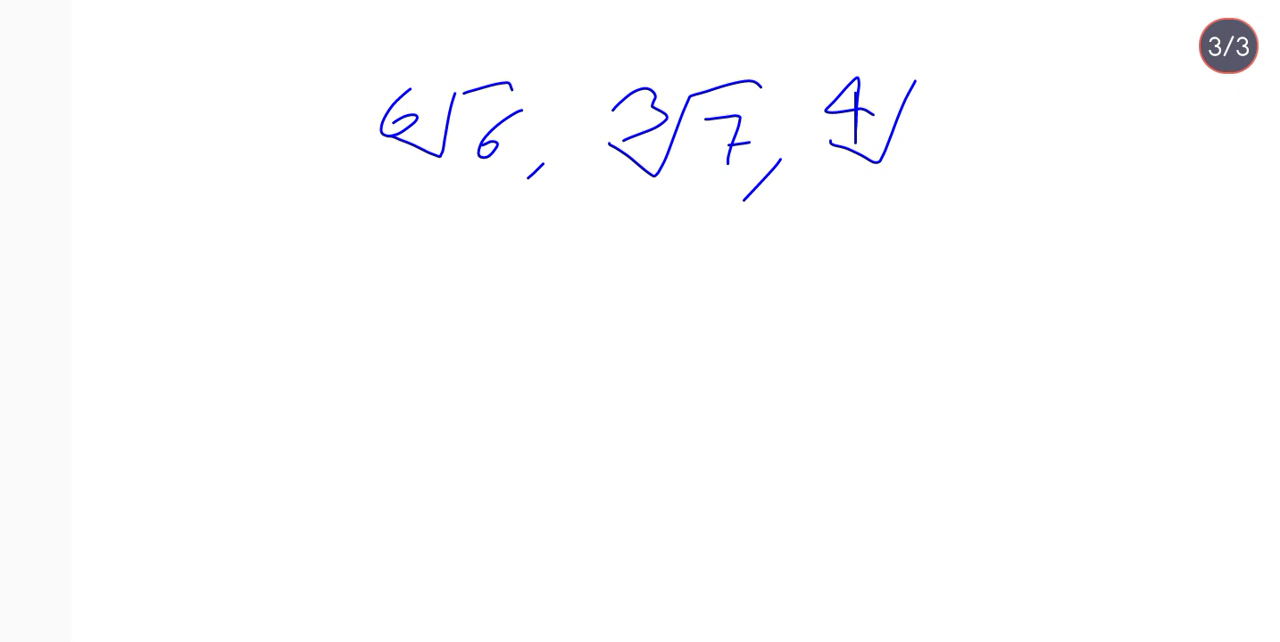 3/3
⁶√6, ³√7, ⁴√